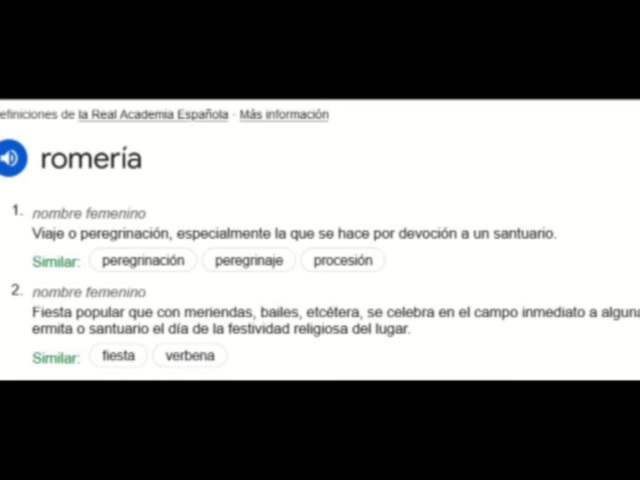 efiniciones de la Real Academia Española · Más información
romería
1. nombre femenino
Viaje o peregrinación, especialmente la que se hace por devoción a un santuario.
Similar: peregrinación peregrinaje procesión
2. nombre femenino
Fiesta popular que con meriendas, bailes, etcétera, se celebra en el campo inmediato a alguna
ermita o santuario el día de la festividad religiosa del lugar.
Similar: fiesta verbena